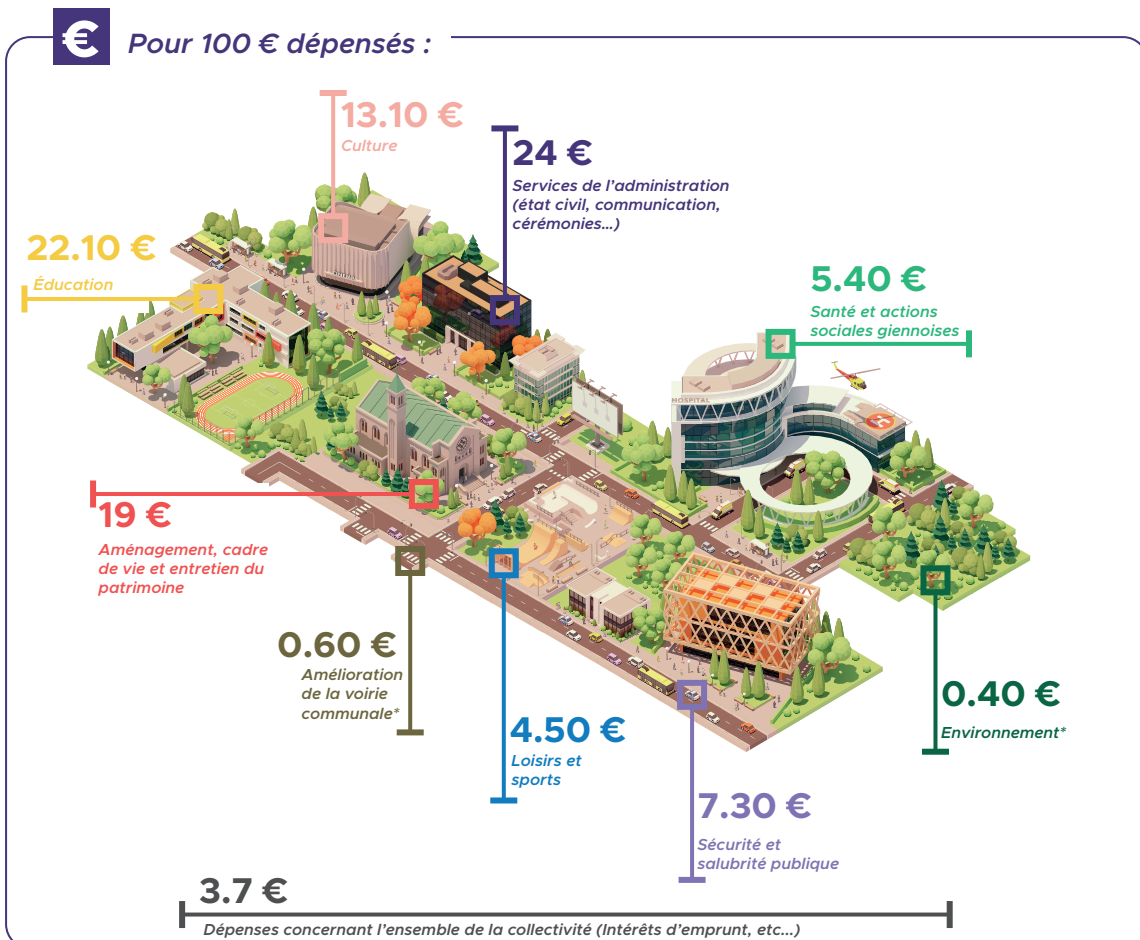 € Pour 100 € dépensés :
13.10 €
Culture
24 €
Services de l'administration
(état civil, communication,
cérémonies...)
22.10 €
Éducation
5.40 €
Santé et actions
sociales giennoises
HOSPITAL
H
19 €
Aménagement, cadre
de vie et entretien du
patrimoine
0.60 €
Amélioration
de la voirie
communale*
4.50 €
Loisirs et
sports
0.40 €
Environnement*
7.30 €
Sécurité et
salubrité publique
3.7 €
Dépenses concernant l'ensemble de la collectivité (Intérêts d'emprunt, etc...)